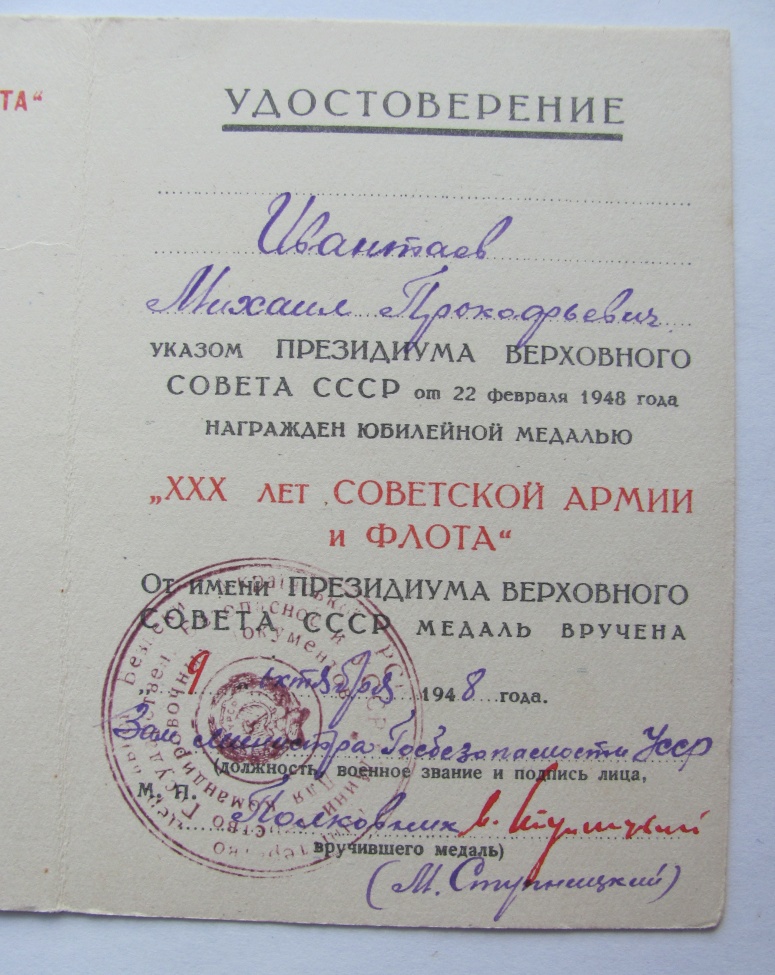 ТА“
УДОСТОВЕРЕНИЕ
Ивантаев
Михаил Прокофьевич
УКАЗОМ ПРЕЗИДИУМА ВЕРХОВНОГО
СОВЕТА СССР от 22 февраля 1948 года
НАГРАЖДЕН ЮБИЛЕЙНОЙ МЕДАЛЬЮ
„XXX ЛЕТ СОВЕТСКОЙ АРМИИ
И ФЛОТА“
От имени ПРЕЗИДИУМА ВЕРХОВНОГО
СОВЕТА СССР МЕДАЛЬ ВРУЧЕНА
„9“ октября 1948 года.
Зам министра Госбезопасности Усср
(должность, военное звание и подпись лица,
М. П.
Полковник
вручившего медаль)